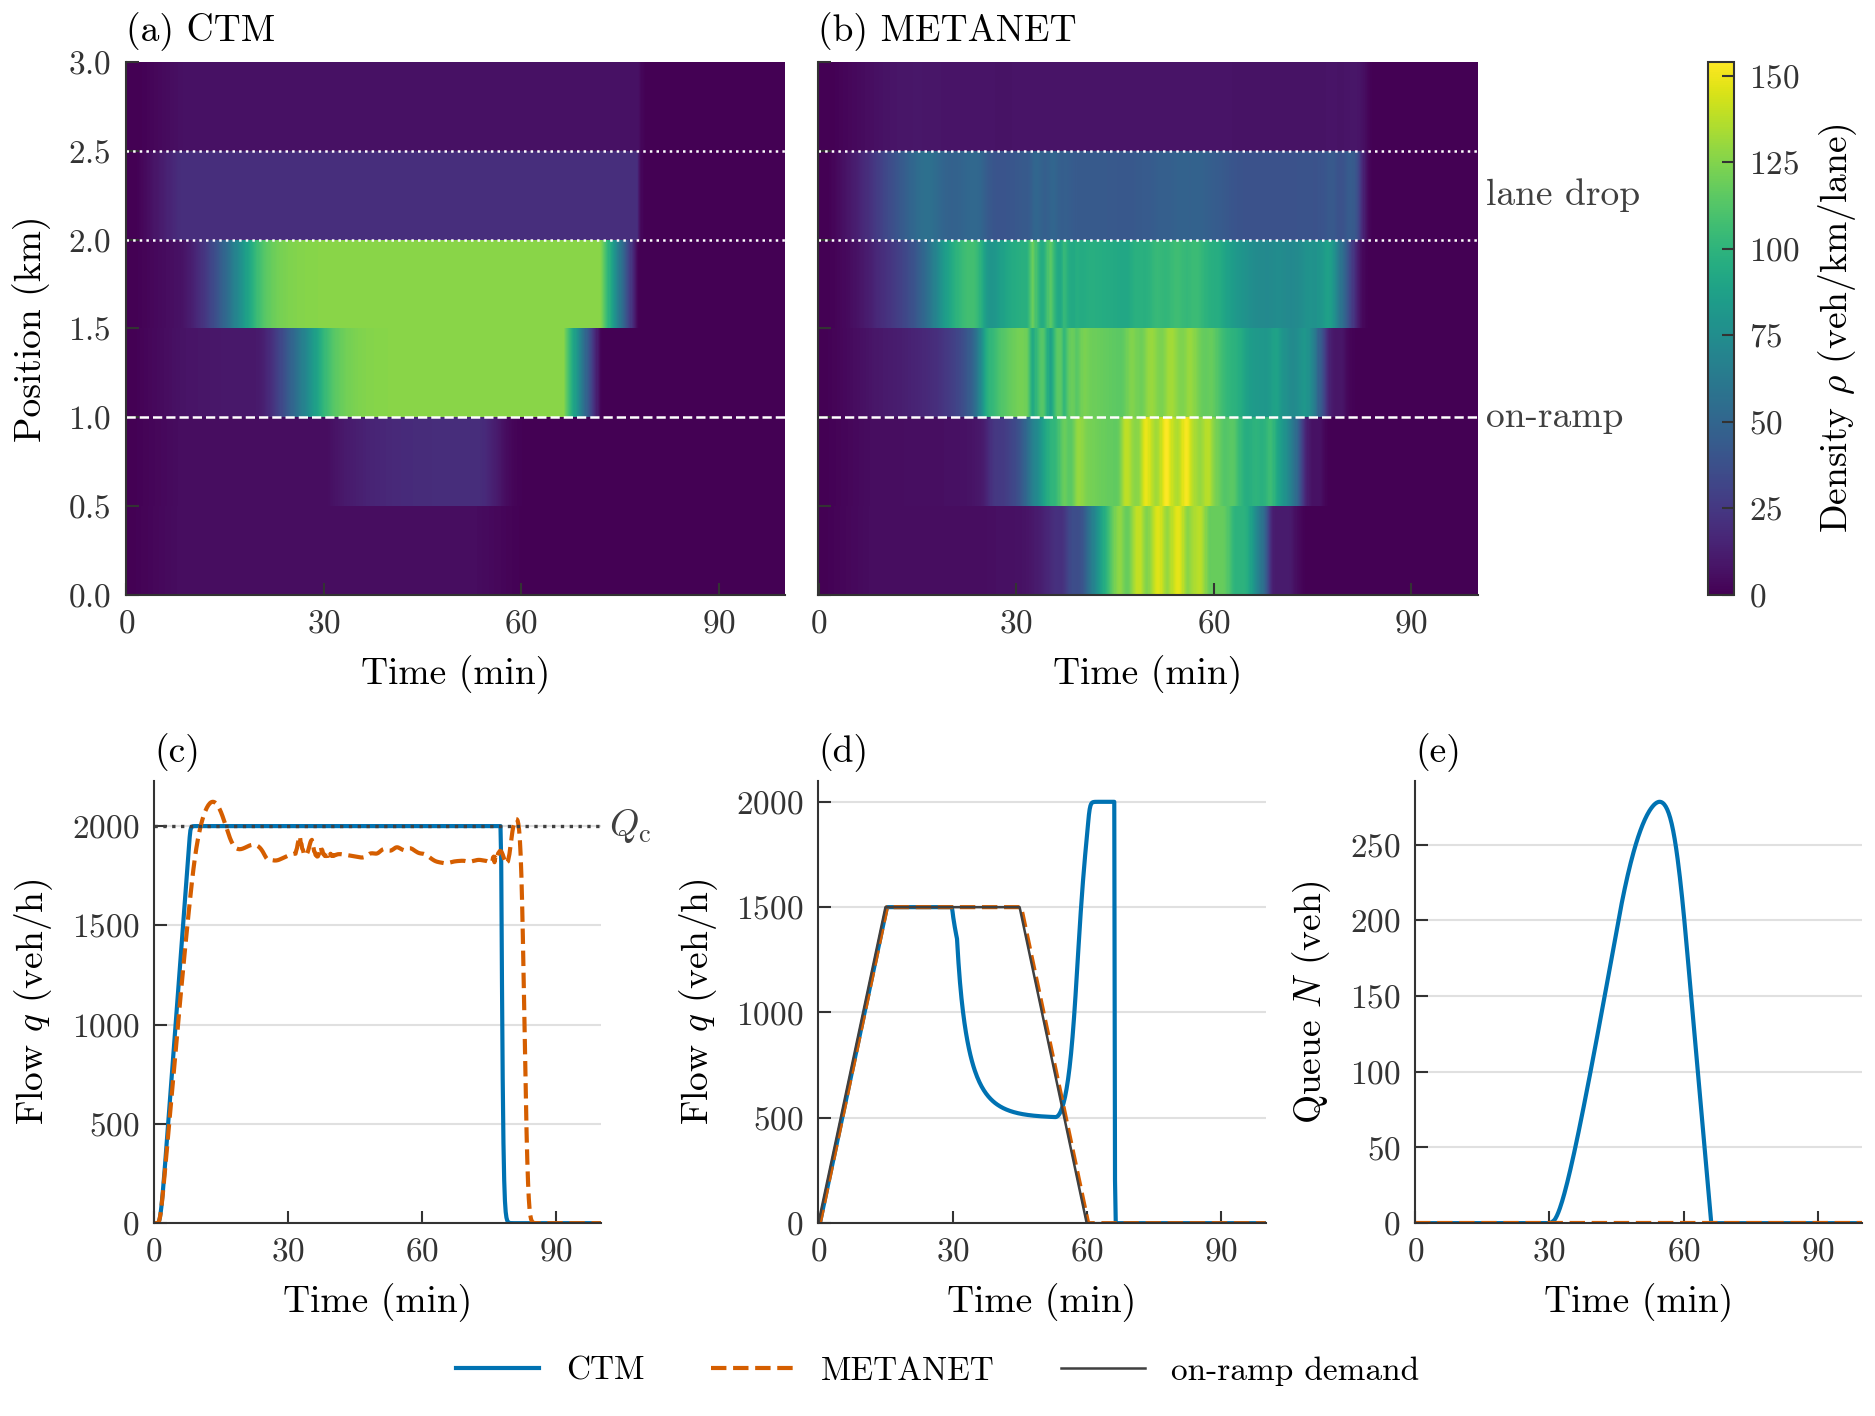 (a) CTM
(b) METANET
3.0
2.5
2.0
1.5
1.0
0.5
0.0
Position (km)
0
30
60
90
Time (min)
0
30
60
90
Time (min)
lane drop
on-ramp
150
125
100
75
50
25
0
Density ρ (veh/km/lane)
(c)
2000
1500
1000
500
0
Flow q (veh/h)
Q_c
0
30
60
90
Time (min)
(d)
2000
1500
1000
500
0
Flow q (veh/h)
0
30
60
90
Time (min)
(e)
250
200
150
100
50
0
Queue N (veh)
0
30
60
90
Time (min)
CTM
METANET
on-ramp demand